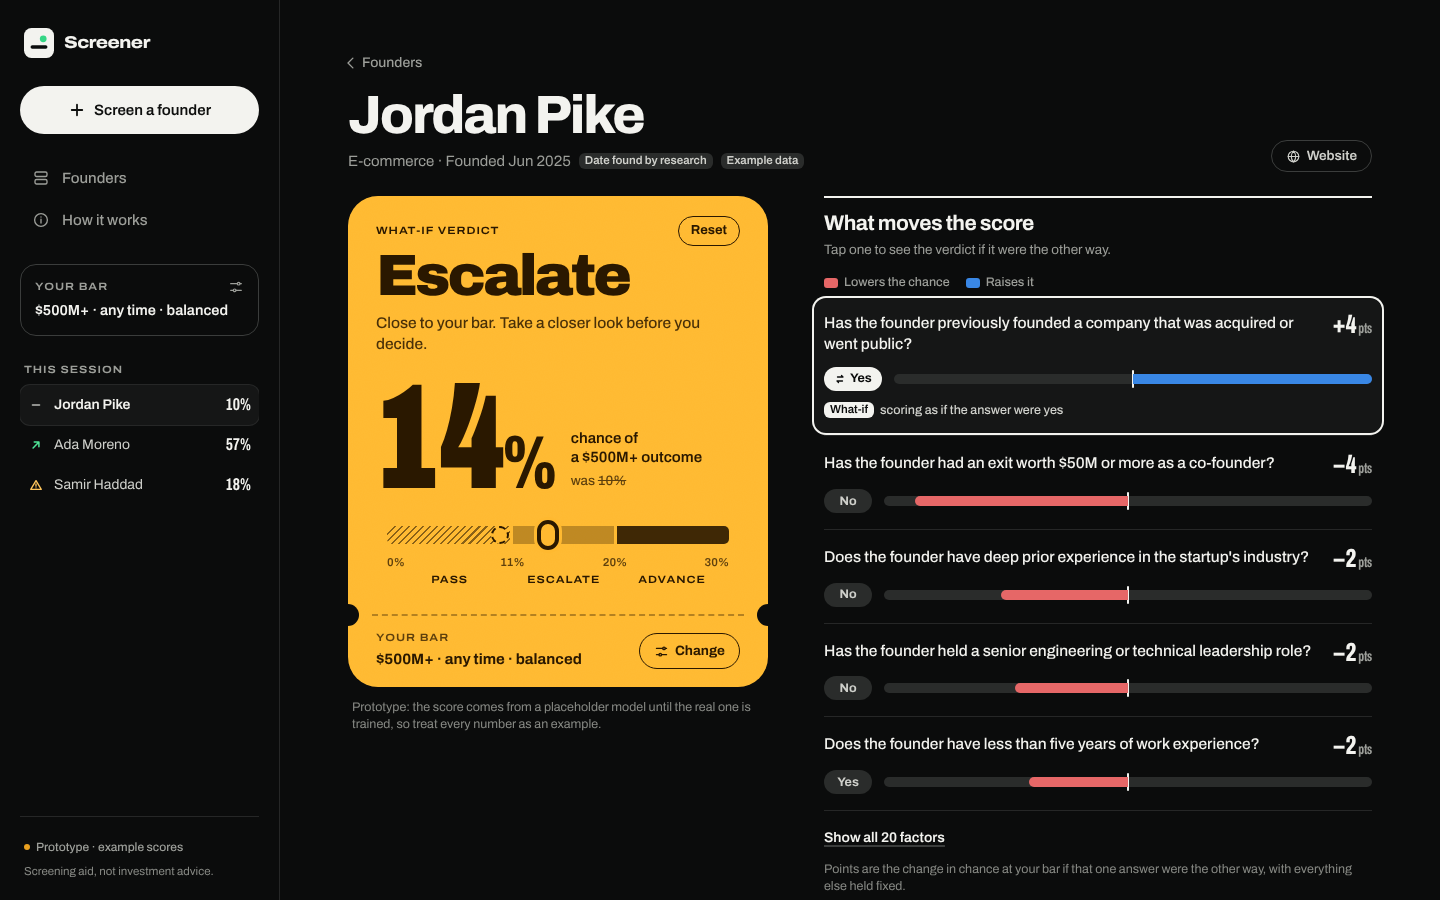 Screener
Screen a founder
Founders
How it works
YOUR BAR
$500M+ · any time · balanced
THIS SESSION
Jordan Pike 10%
Ada Moreno 57%
Samir Haddad 18%
Prototype · example scores
Screening aid, not investment advice.
Founders
Jordan Pike
E-commerce · Founded Jun 2025 Date found by research Example data
Website
WHAT-IF VERDICT
Reset
Escalate
Close to your bar. Take a closer look before you
decide.
14%
chance of
a $500M+ outcome
was 10%
0% 11% 20% 30%
PASS ESCALATE ADVANCE
YOUR BAR
$500M+ · any time · balanced
Change
Prototype: the score comes from a placeholder model until the real one is
trained, so treat every number as an example.
What moves the score
Tap one to see the verdict if it were the other way.
Lowers the chance Raises it
Has the founder previously founded a company that was acquired or
went public?
+4 pts
Yes
What-if scoring as if the answer were yes
Has the founder had an exit worth $50M or more as a co-founder? −4 pts
No
Does the founder have deep prior experience in the startup's industry? −2 pts
No
Has the founder held a senior engineering or technical leadership role? −2 pts
No
Does the founder have less than five years of work experience? −2 pts
Yes
Show all 20 factors
Points are the change in chance at your bar if that one answer were the other way, with everything
else held fixed.